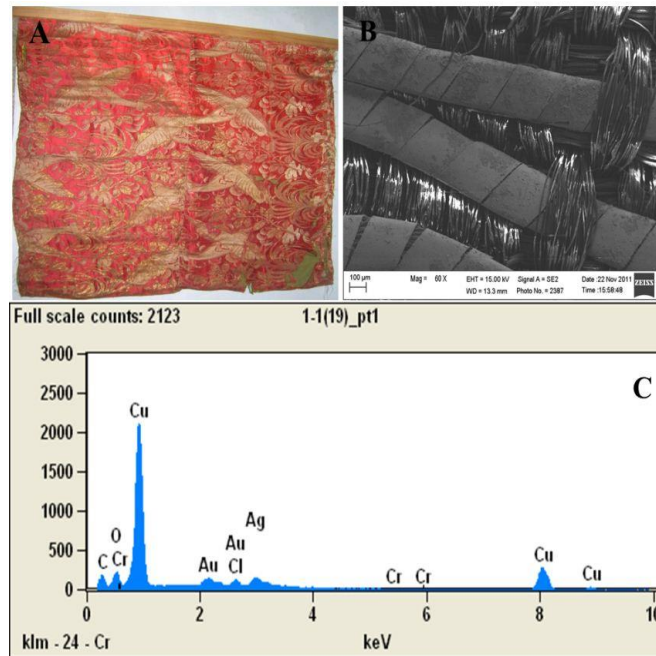 A
B
100 µm
Mag = 60 X
EHT = 15.00 kV
WD = 13.3 mm
Signal A = SE2
Photo No. = 2387
Date :22 Nov 2011
Time :15:58:48
ZEISS
Full scale counts: 2123
1-1(19)_pt1
C
3000
2500
2000
1500
1000
500
0
Cu
O
C
Cr
Au
Au
Cl
Ag
Cr
Cr
Cu
Cu
0
2
4
6
8
10
klm - 24 - Cr
keV